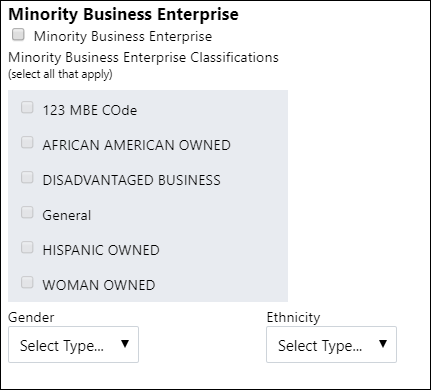 Minority Business Enterprise
Minority Business Enterprise
Minority Business Enterprise Classifications
(select all that apply)
123 MBE COde
AFRICAN AMERICAN OWNED
DISADVANTAGED BUSINESS
General
HISPANIC OWNED
WOMAN OWNED
Gender Ethnicity
Select Type... Select Type...